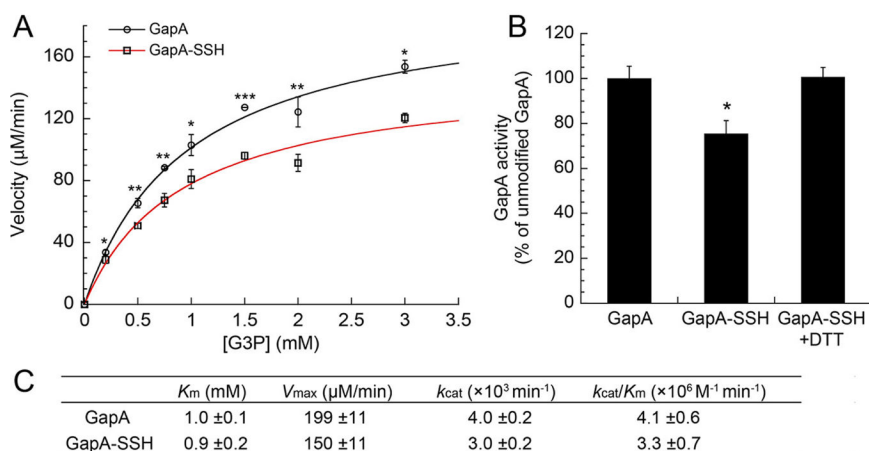 A
GapA
GapA-SSH
160
120
80
40
0
Velocity (µM/min)
*
**
**
*
***
**
*
0 0.5 1 1.5 2 2.5 3 3.5
[G3P] (mM)
B
120
100
80
60
40
20
0
GapA activity
(% of unmodified GapA)
*
GapA GapA-SSH GapA-SSH
+DTT
C
Km (mM) Vmax (µM/min) kcat (×10³ min⁻¹) kcat/Km (×10⁶ M⁻¹ min⁻¹)
GapA 1.0 ±0.1 199 ±11 4.0 ±0.2 4.1 ±0.6
GapA-SSH 0.9 ±0.2 150 ±11 3.0 ±0.2 3.3 ±0.7